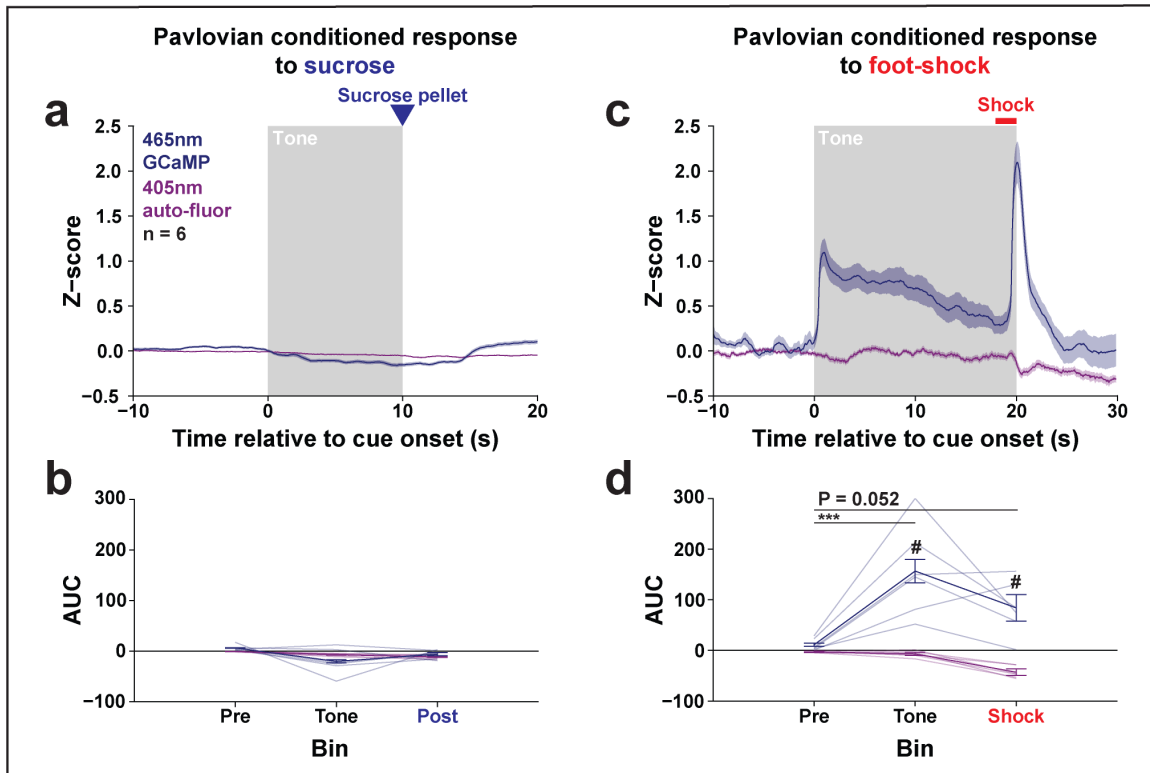 Pavlovian conditioned response
to sucrose
a
Sucrose pellet
2.5
2.0
1.5
1.0
0.5
0.0
−0.5
Z−score
Tone
465nm
GCaMP
405nm
auto-fluor
n = 6
−10
0
10
20
Time relative to cue onset (s)
Pavlovian conditioned response
to foot-shock
c
Shock
2.5
2.0
1.5
1.0
0.5
0.0
−0.5
Z−score
Tone
−10
0
10
20
30
Time relative to cue onset (s)
b
300
200
100
0
−100
AUC
Pre
Tone
Post
Bin
d
300
200
100
0
−100
AUC
P = 0.052
***
#
#
Pre
Tone
Shock
Bin